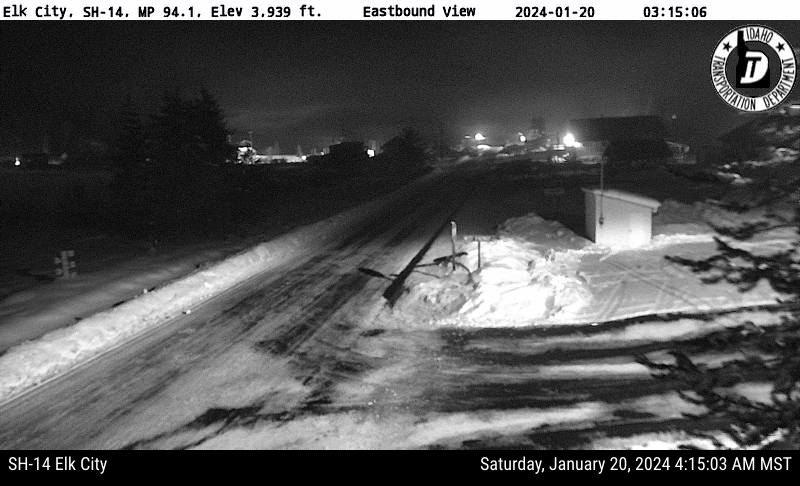 Elk City, SH-14, MP 94.1, Elev 3,939 ft. Eastbound View 2024-01-20 03:15:06
IDAHO
TRANSPORTATION DEPARTMENT
SH-14 Elk City Saturday, January 20, 2024 4:15:03 AM MST